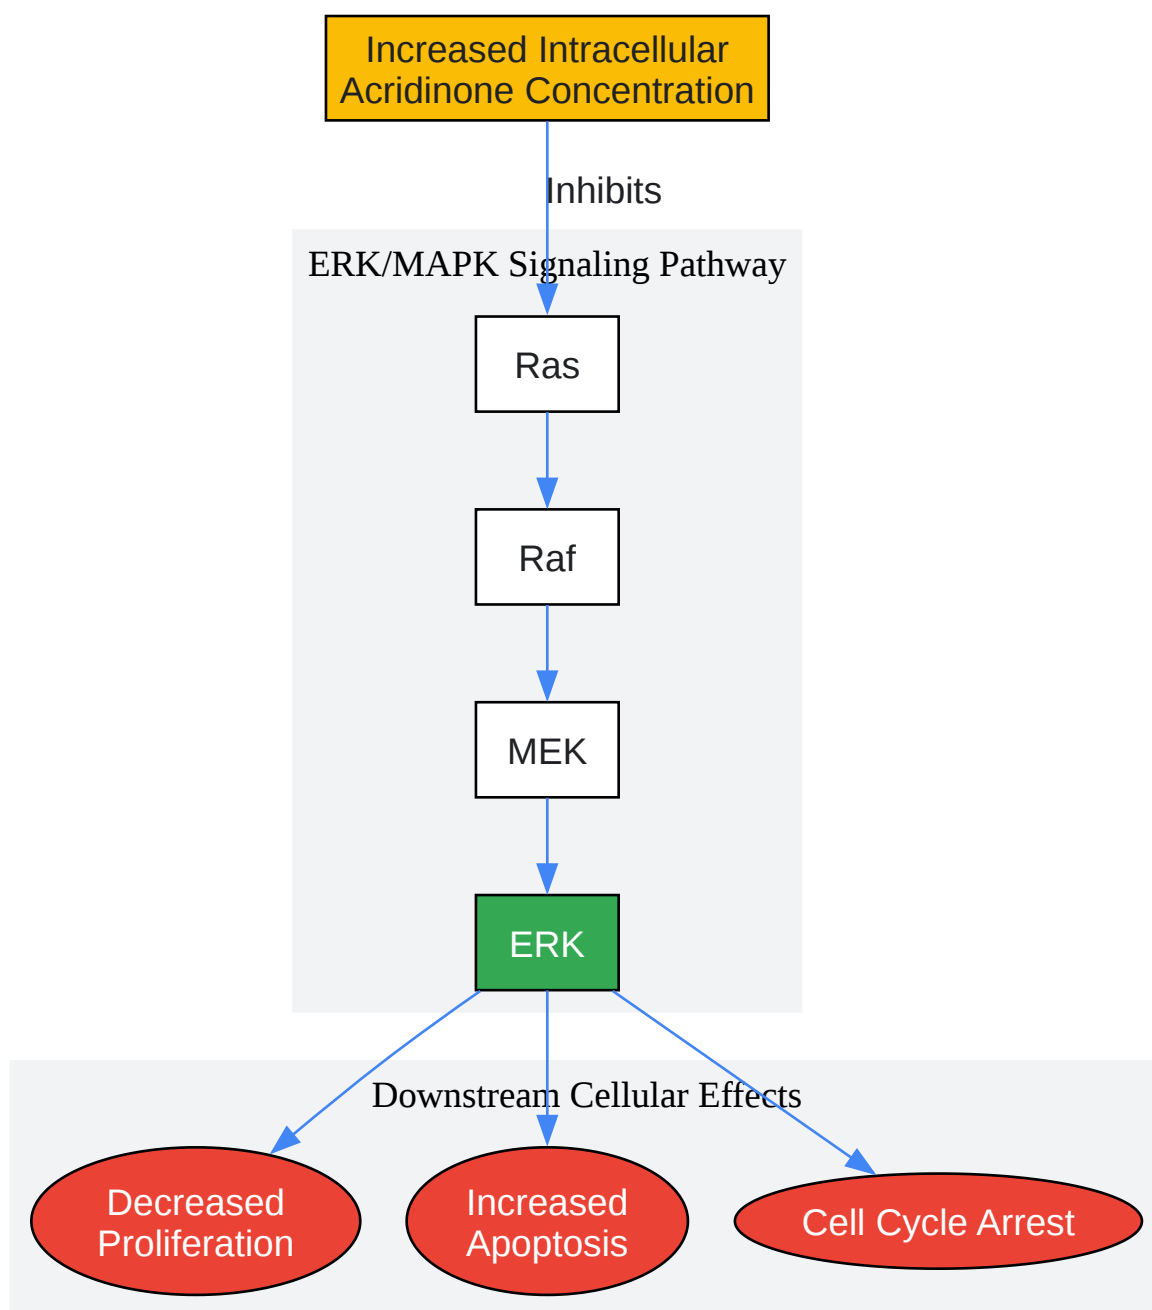 Increased Intracellular
Acridinone Concentration
Inhibits
ERK/MAPK Signaling Pathway
Ras
Raf
MEK
ERK
Downstream Cellular Effects
Decreased
Proliferation
Increased
Apoptosis
Cell Cycle Arrest